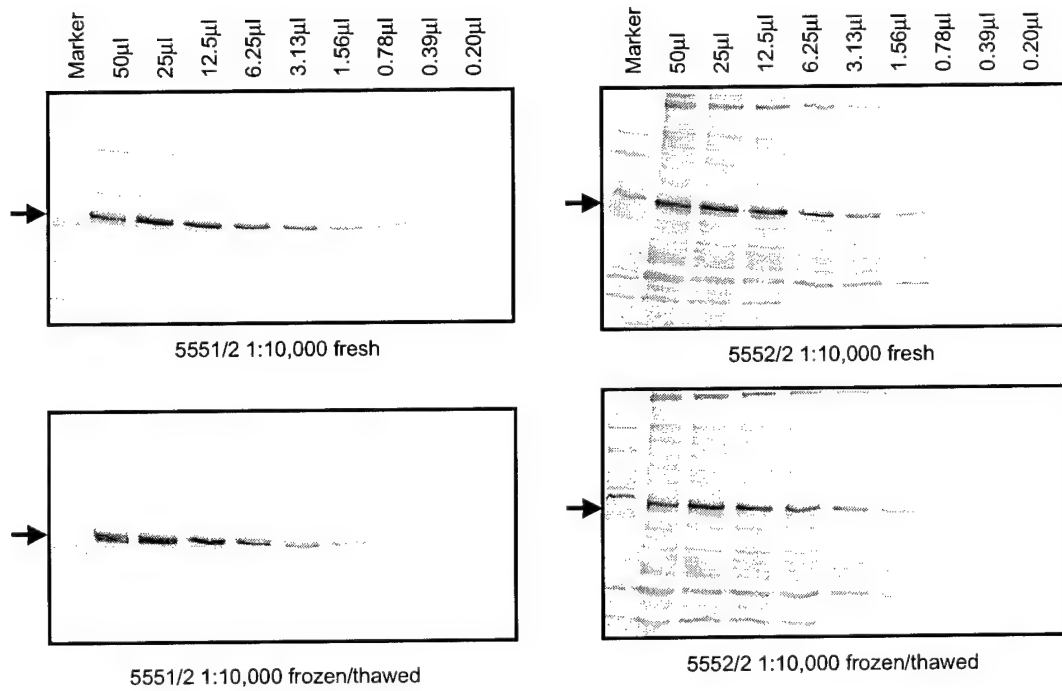 Marker 50µl 25µl 12.5µl 6.25µl 3.13µl 1.56µl 0.78µl 0.39µl 0.20µl
Marker 50µl 25µl 12.5µl 6.25µl 3.13µl 1.56µl 0.78µl 0.39µl 0.20µl
5551/2 1:10,000 fresh
5552/2 1:10,000 fresh
5551/2 1:10,000 frozen/thawed
5552/2 1:10,000 frozen/thawed